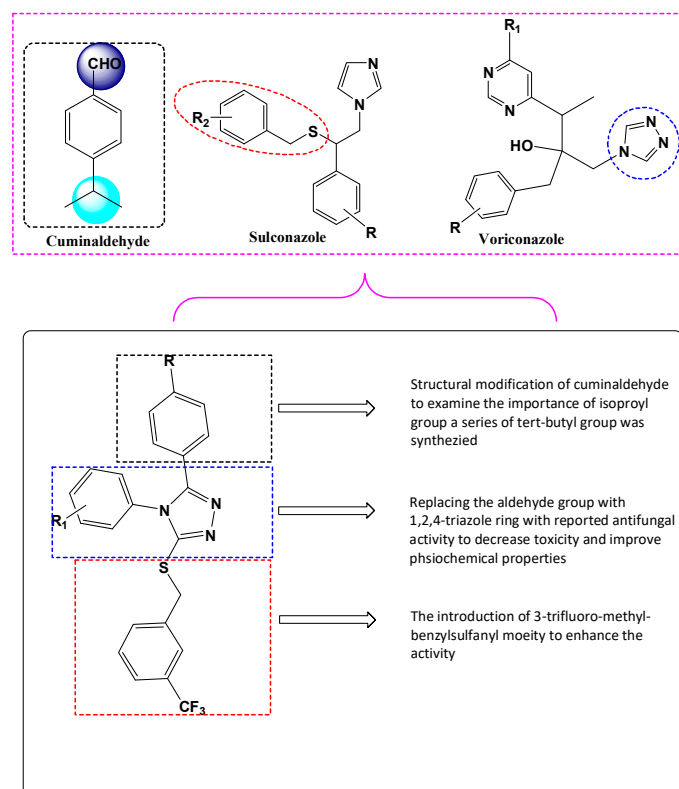 CHO
Cuminaldehyde
R₂
S
N
N
R
Sulconazole
R₁
N
N
HO
N
N
N
R
Voriconazole
R
R₁
N
N
N
S
CF₃
Structural modification of cuminaldehyde
to examine the importance of isoproyl
group a series of tert-butyl group was
synthezied
Replacing the aldehyde group with
1,2,4-triazole ring with reported antifungal
activity to decrease toxicity and improve
phsiochemical properties
The introduction of 3-trifluoro-methyl-
benzylsulfanyl moeity to enhance the
activity